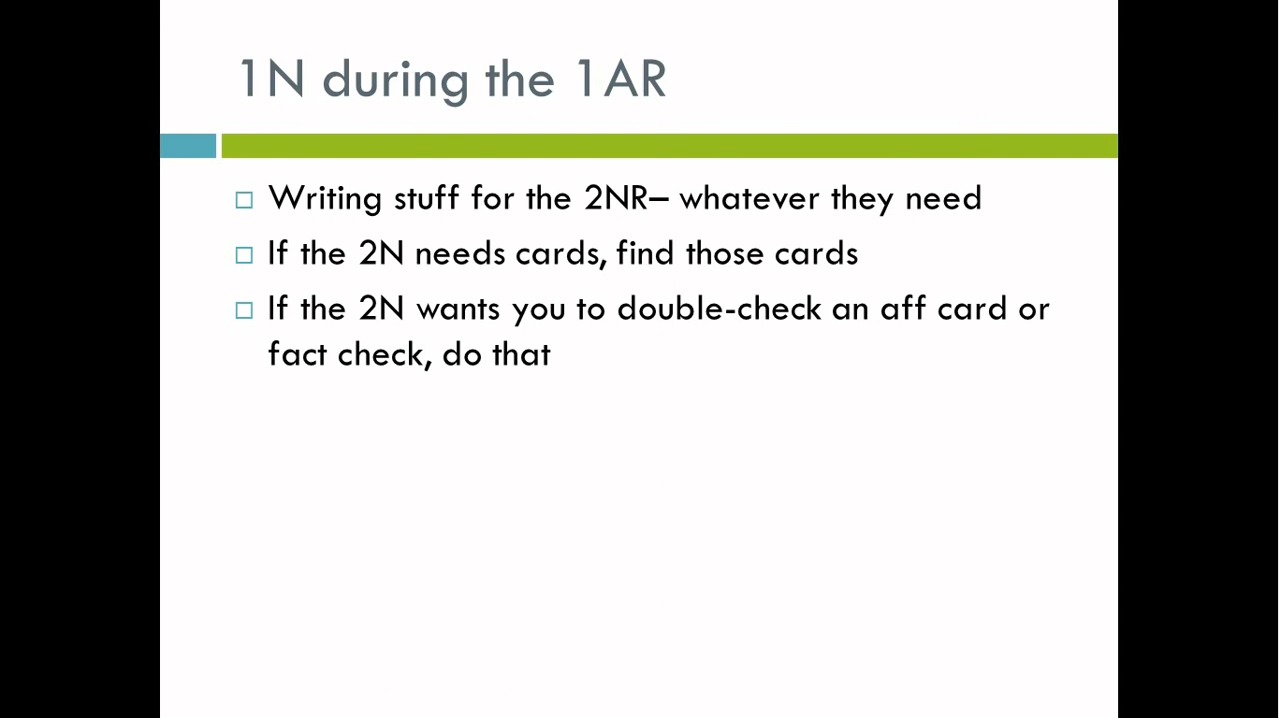 1N during the 1AR
Writing stuff for the 2NR– whatever they need
If the 2N needs cards, find those cards
If the 2N wants you to double-check an aff card or
fact check, do that